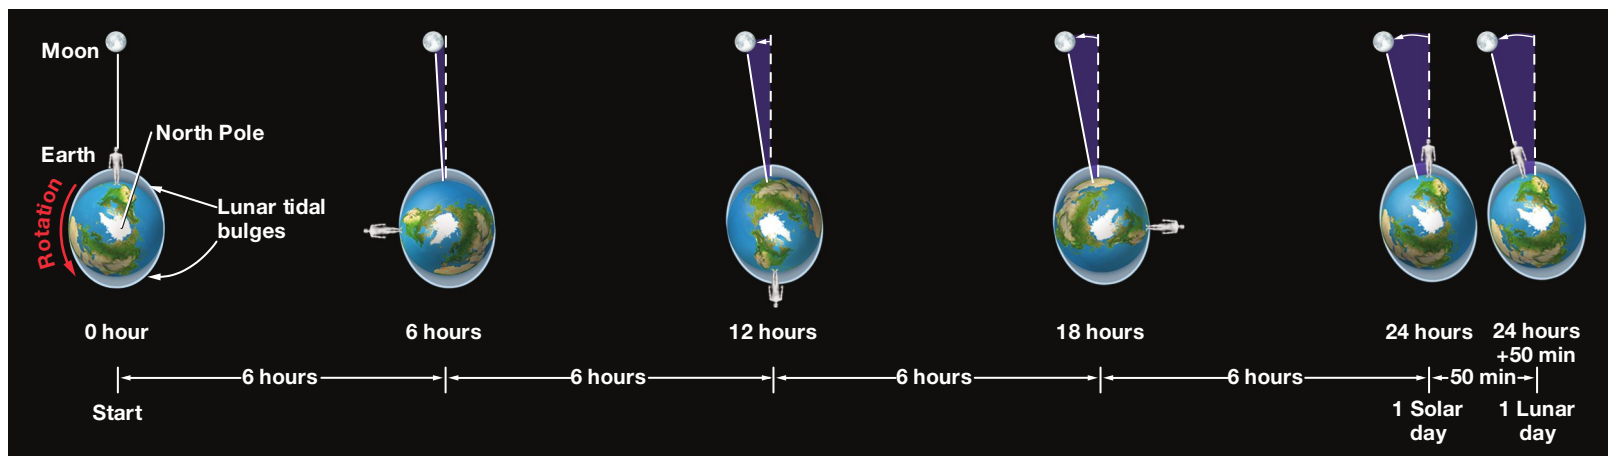 Moon
North Pole
Earth
Rotation
Lunar tidal
bulges
0 hour
6 hours
12 hours
18 hours
24 hours
24 hours
+50 min
6 hours
6 hours
6 hours
6 hours
50 min
Start
1 Solar
day
1 Lunar
day